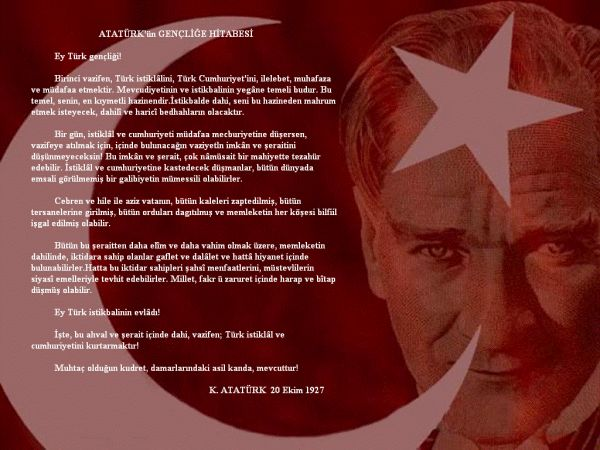 ATATÜRK'ün GENÇLİĞE HİTABESİ
Ey Türk gençliği!
Birinci vazifen, Türk istiklâlini, Türk Cumhuriyet'ini, ilelebet, muhafaza
ve müdafaa etmektir. Mevcudiyetinin ve istikbalinin yegâne temeli budur. Bu
temel, senin, en kıymetli hazinendir.İstikbalde dahi, seni bu hazineden mahrum
etmek isteyecek, dahilî ve haricî bedhahların olacaktır.
Bir gün, istiklâl ve cumhuriyeti müdafaa mecburiyetine düşersen,
vazifeye atılmak için, içinde bulunacağın vaziyetin imkân ve şeraitini
düşünmeyeceksin! Bu imkân ve şerait, çok nâmüsait bir mahiyette tezahür
edebilir. İstiklâl ve cumhuriyetine kastedecek düşmanlar, bütün dünyada
emsali görülmemiş bir galibiyetin mümessili olabilirler.
Cebren ve hile ile aziz vatanın, bütün kaleleri zaptedilmiş, bütün
tersanelerine girilmiş, bütün orduları dagıtılmış ve memleketin her köşesi bilfiil
işgal edilmiş olabilir.
Bütün bu şeraitten daha elîm ve daha vahim olmak üzere, memleketin
dahilinde, iktidara sahip olanlar gaflet ve dalâlet ve hattâ hiyanet içinde
bulunabilirler.Hatta bu iktidar sahipleri şahsî menfaatlerini, müstevlilerin
siyasî emelleriyle tevhit edebilirler. Millet, fakr ü zaruret içinde harap ve bîtap
düşmüş olabilir.
Ey Türk istikbalinin evlâdı!
İşte, bu ahval ve şerait içinde dahi, vazifen; Türk istiklâl ve
cumhuriyetini kurtarmaktır!
Muhtaç olduğun kudret, damarlarındaki asil kanda, mevcuttur!
K. ATATÜRK 20 Ekim 1927